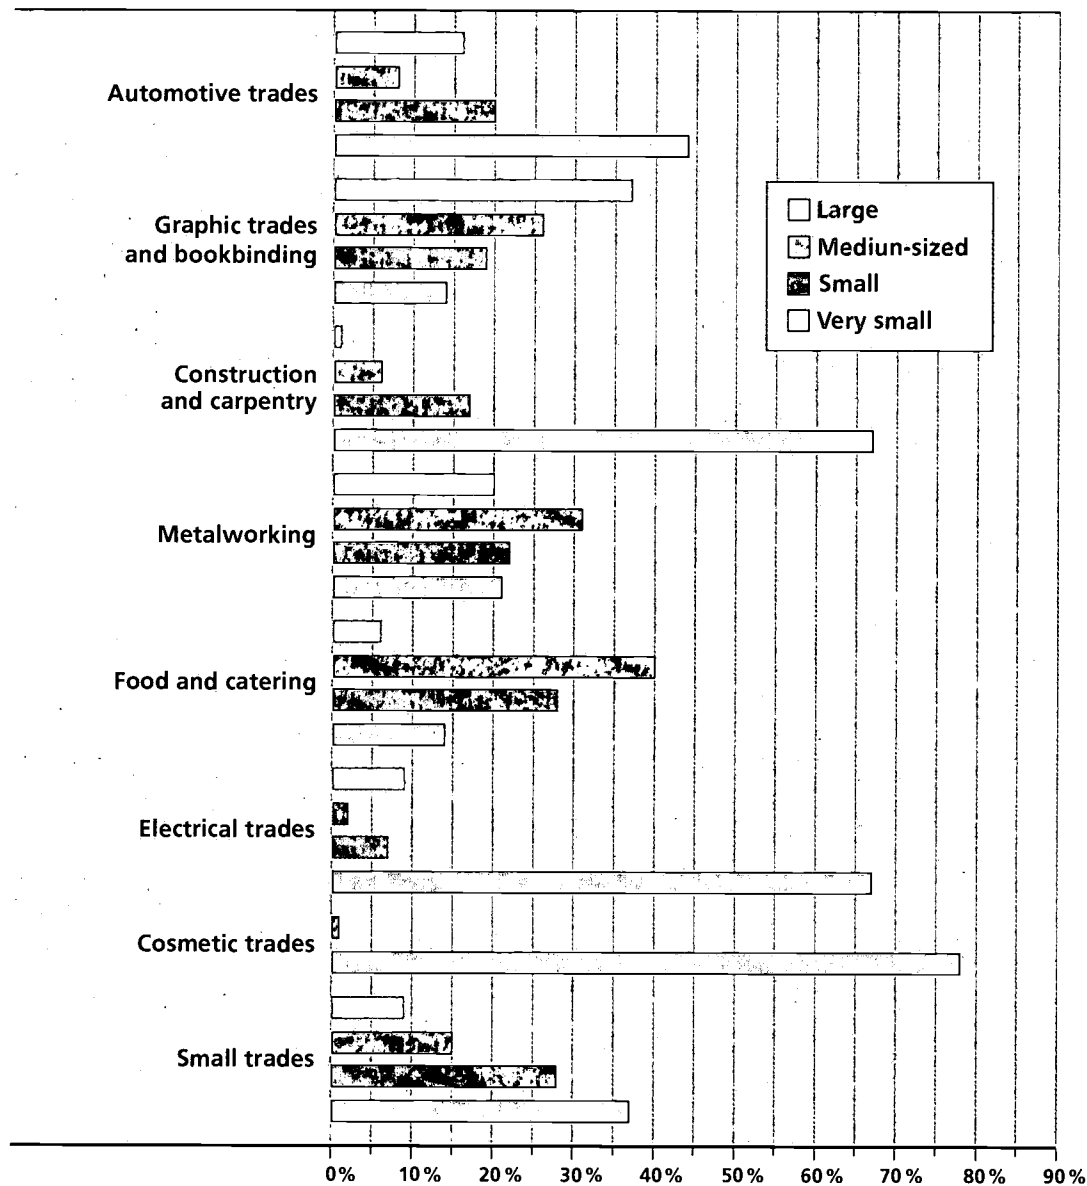 Automotive trades
Graphic trades
and bookbinding
Construction
and carpentry
Metalworking
Food and catering
Electrical trades
Cosmetic trades
Small trades
Large
Mediun-sized
Small
Very small
0% 10% 20% 30% 40% 50% 60% 70% 80% 90%